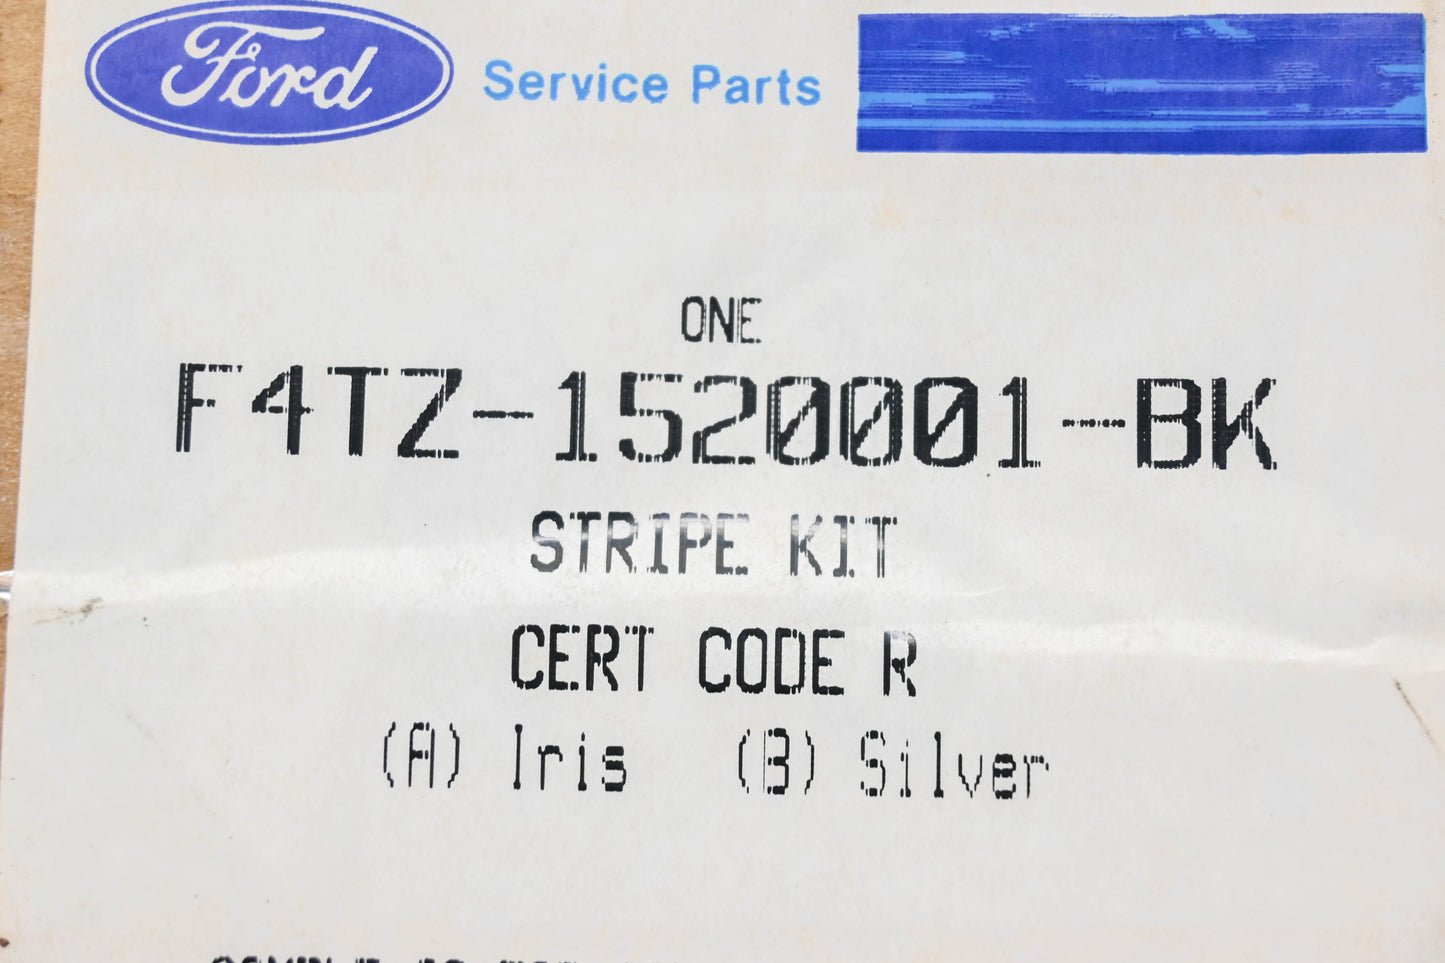 Ford Service Parts
ONE
F4TZ-1520001-BK
STRIPE KIT
CERT CODE R
(A) Iris (B) Silver